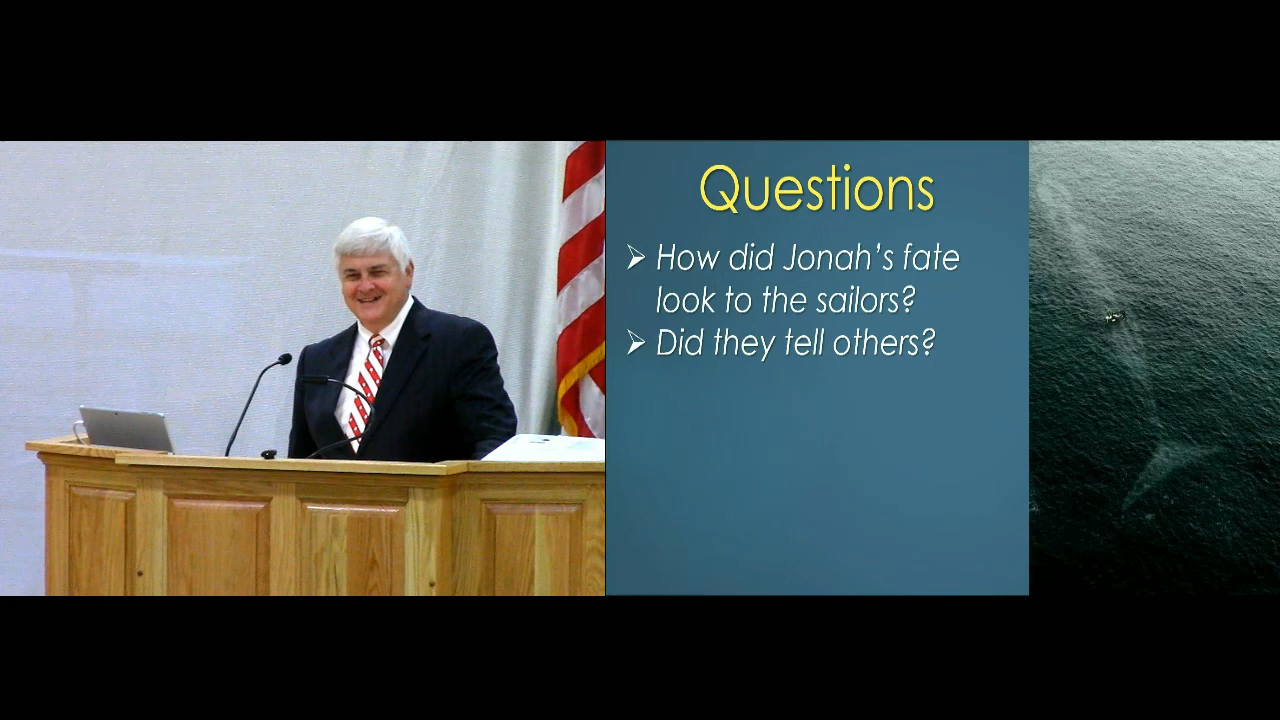 Questions
➢ How did Jonah's fate
look to the sailors?
➢ Did they tell others?